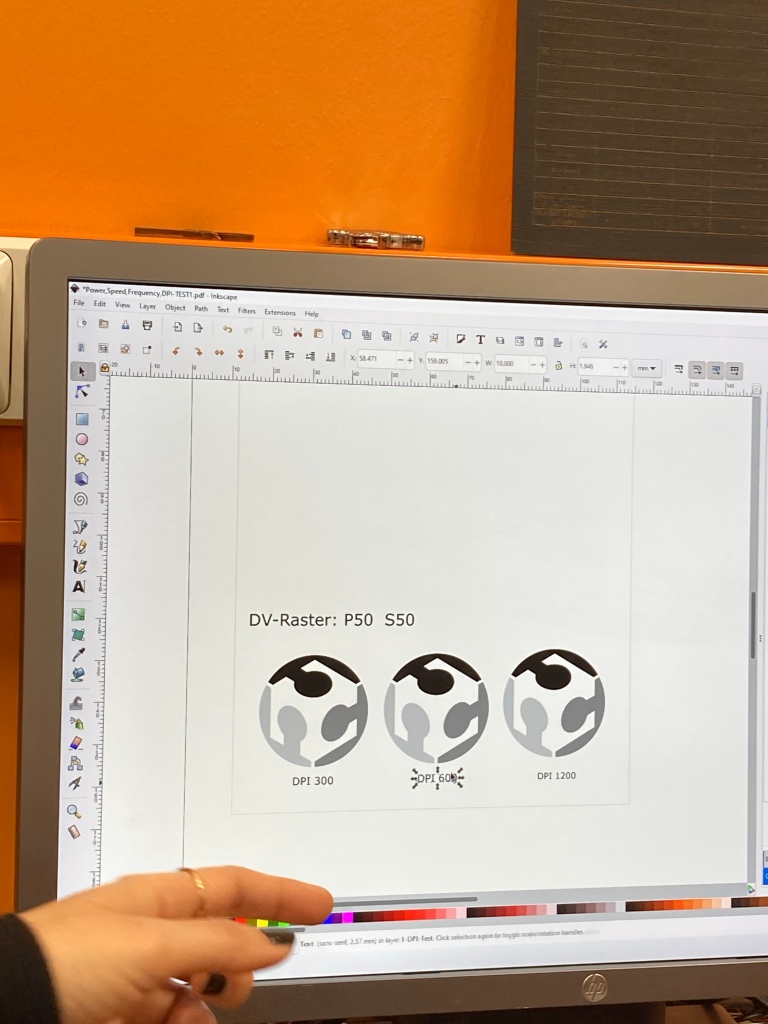 *Power,Speed,Frequency,DPI-TEST1.pdf - Inkscape
File Edit View Layer Object Path Text Filters Extensions Help
X: 58.471 Y: 159.005 W: 10.000 H: 1.946 mm
DV-Raster: P50 S50
DPI 300 DPI 600 DPI 1200
Text (sans-serif, 2.57 mm) in layer 1-DPI-Test. Click selection again to toggle scale/rotation handles
hp